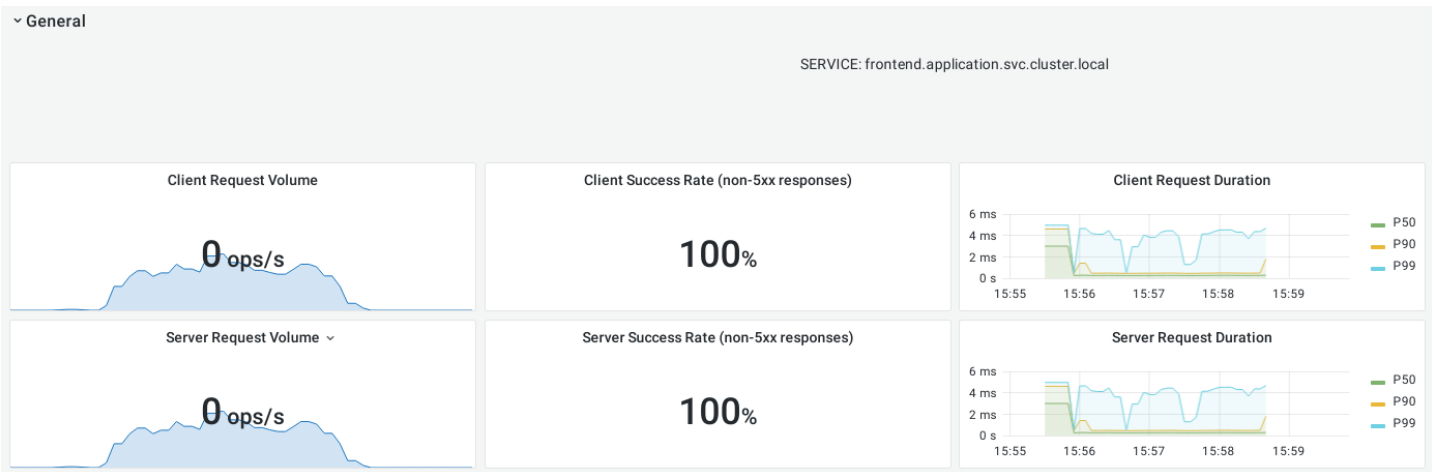 General
SERVICE: frontend.application.svc.cluster.local
Client Request Volume
0 ops/s
Client Success Rate (non-5xx responses)
100%
Client Request Duration
6 ms
4 ms
2 ms
0 s
15:55 15:56 15:57 15:58 15:59
P50
P90
P99
Server Request Volume
0 ops/s
Server Success Rate (non-5xx responses)
100%
Server Request Duration
6 ms
4 ms
2 ms
0 s
15:55 15:56 15:57 15:58 15:59
P50
P90
P99